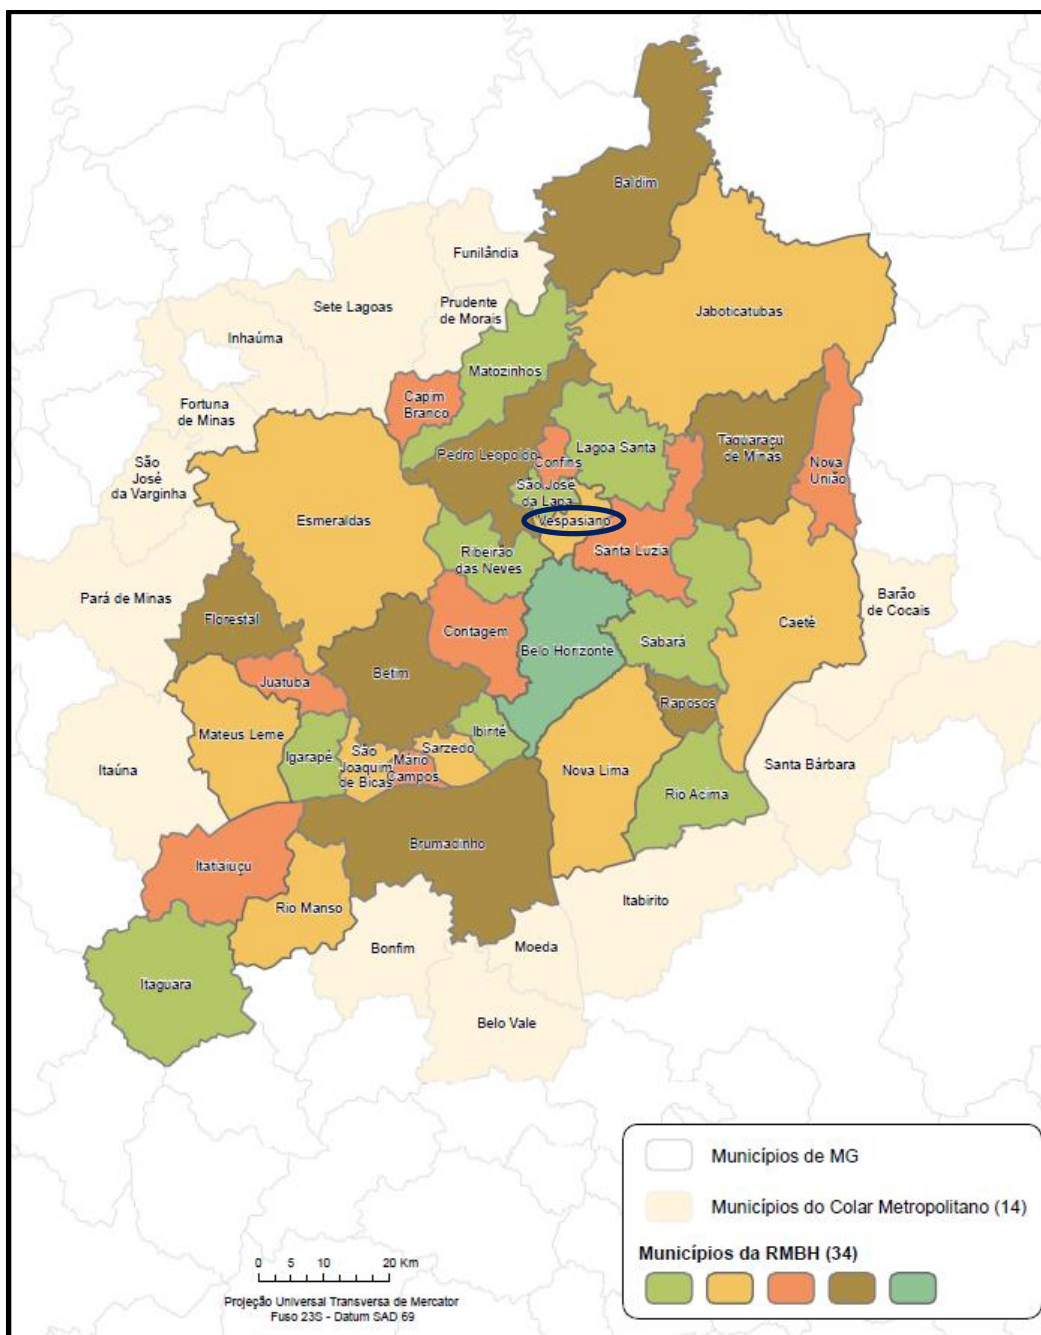 Baldim
Funilândia
Jaboticatubas
Sete Lagoas
Prudente
de Morais
Inhaúma
Matozinhos
Capim
Branco
Fortuna
de Minas
Taquaraçu
de Minas
Pedro Leopoldo
Confins
Lagoa Santa
Nova
União
São
José
da Varginha
São José
da Lapa
Esmeraldas
Vespasiano
Santa Luzia
Ribeirão
das Neves
Pará de Minas
Barão
de Cocais
Florestal
Caeté
Contagem
Belo Horizonte
Sabará
Juatuba
Betim
Raposos
Mateus Leme
Ibirité
Sarzedo
Igarapé
São
Joaquim
de Bicas
Mário
Campos
Itaúna
Nova Lima
Santa Bárbara
Rio Acima
Brumadinho
Itatiaiuçu
Itabirito
Rio Manso
Bonfim
Moeda
Itaguara
Belo Vale
Municípios de MG
Municípios do Colar Metropolitano (14)
Municípios da RMBH (34)
0 5 10 20 Km
Projeção Universal Transversa de Mercator
Fuso 23S - Datum SAD 69